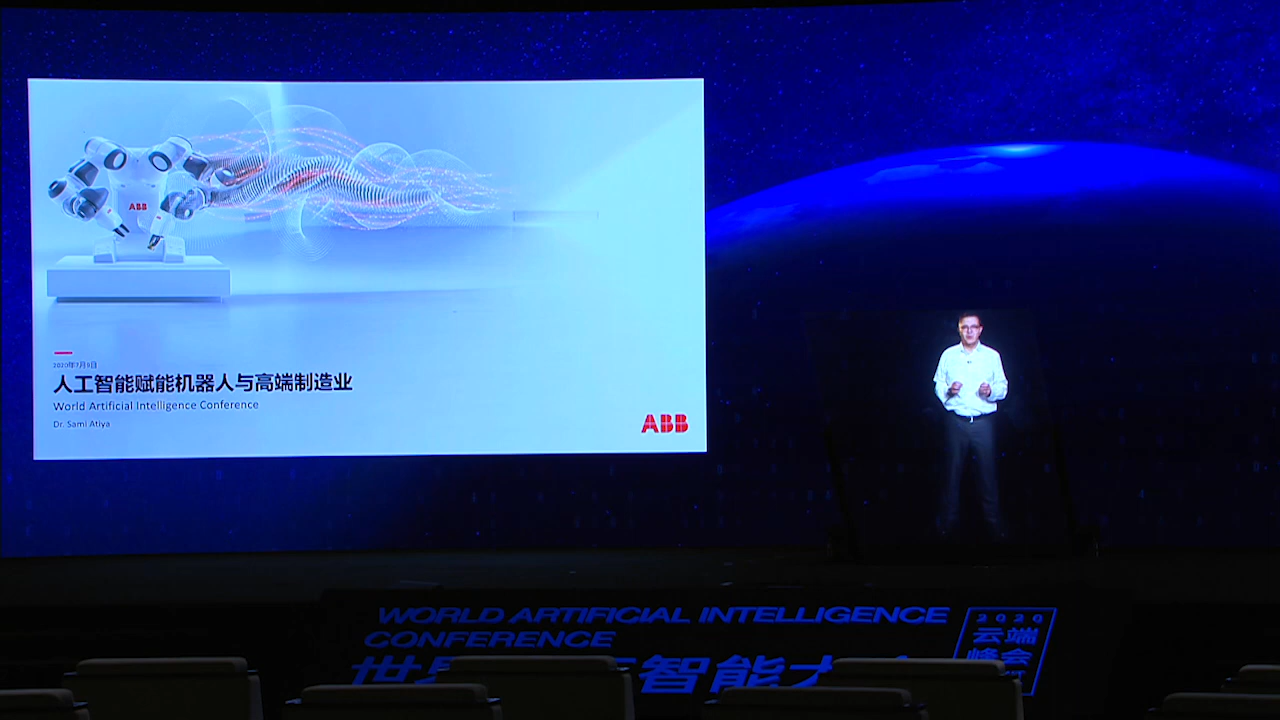 ABB
2020年7月9日
人工智能赋能机器人与高端制造业
World Artificial Intelligence Conference
Dr. Sami Atiya
ABB
WORLD ARTIFICIAL INTELLIGENCE
CONFERENCE
2020
云端
峰会
智能大